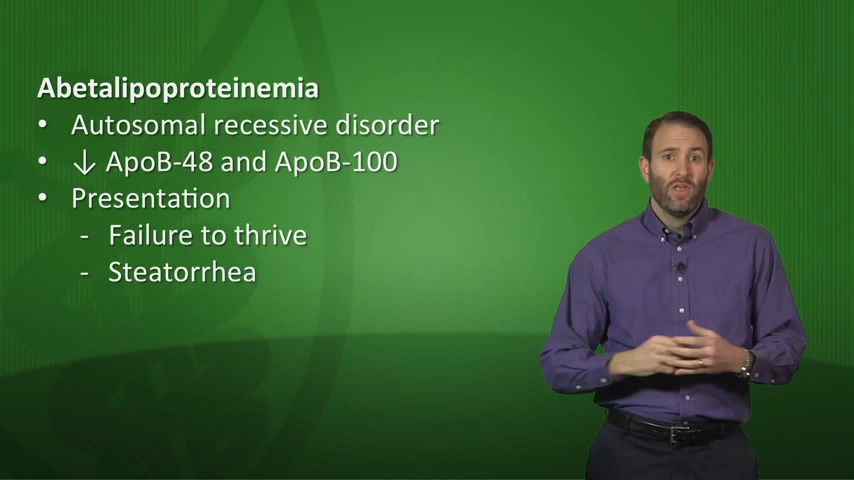 Abetalipoproteinemia
• Autosomal recessive disorder
• ↓ ApoB-48 and ApoB-100
• Presentation
- Failure to thrive
- Steatorrhea